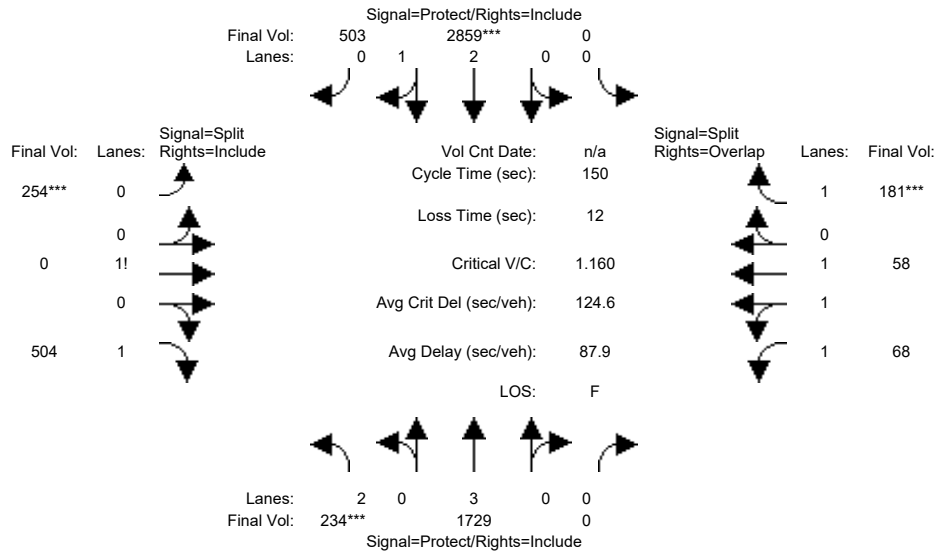 Signal=Protect/Rights=Include
Final Vol: 503 2859*** 0
Lanes: 0 1 2 0 0
Signal=Split Signal=Split
Final Vol: Lanes: Rights=Include Vol Cnt Date: n/a Rights=Overlap Lanes: Final Vol:
Cycle Time (sec): 150
254*** 0 1 181***
Loss Time (sec): 12
0 0
0 1! Critical V/C: 1.160 1 58
0 Avg Crit Del (sec/veh): 124.6 1
504 1 Avg Delay (sec/veh): 87.9 1 68
LOS: F
Lanes: 2 0 3 0 0
Final Vol: 234*** 1729 0
Signal=Protect/Rights=Include